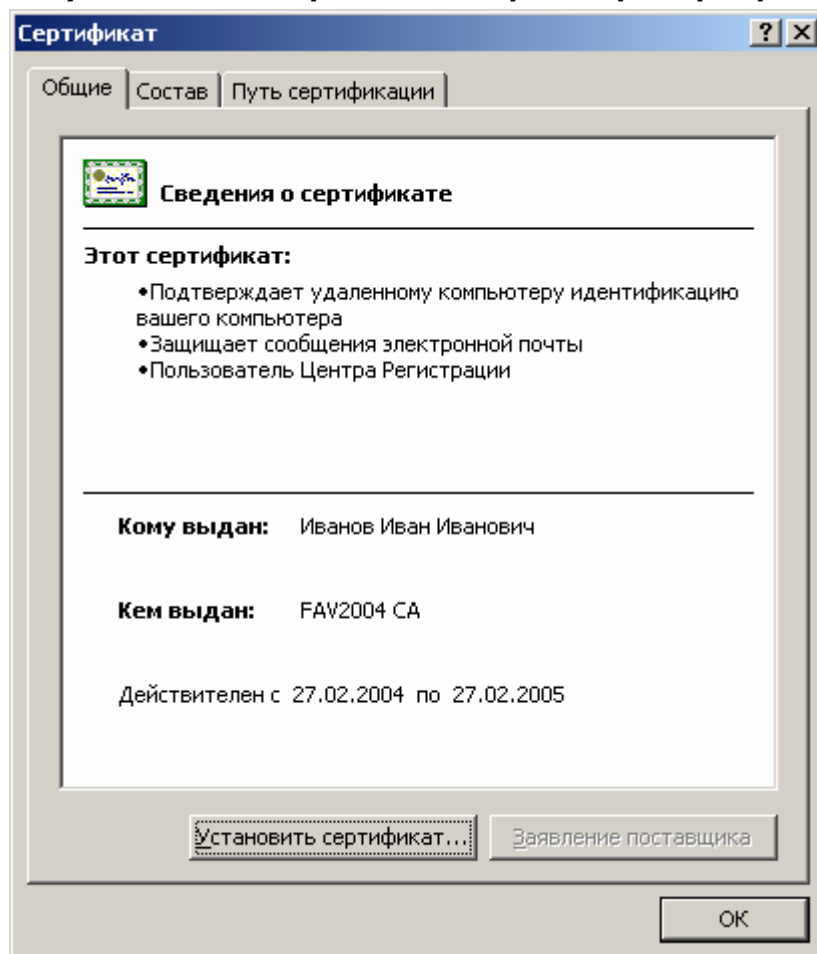 Сертификат
Общие Состав Путь сертификации
Сведения о сертификате
Этот сертификат:
•Подтверждает удаленному компьютеру идентификацию
вашего компьютера
•Защищает сообщения электронной почты
•Пользователь Центра Регистрации
Кому выдан: Иванов Иван Иванович
Кем выдан: FAV2004 CA
Действителен с 27.02.2004 по 27.02.2005
Установить сертификат... Заявление поставщика
OK